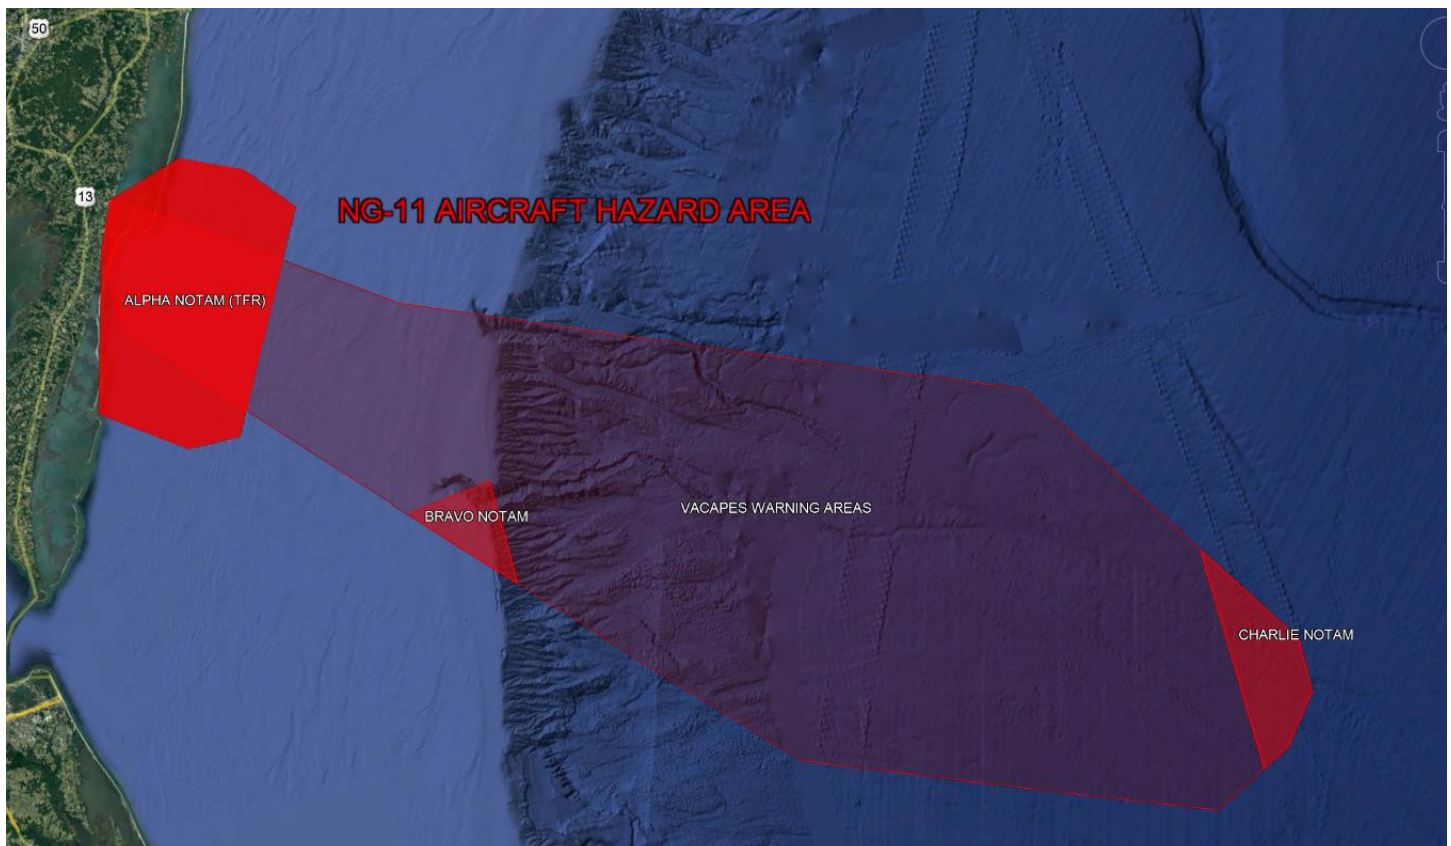 50
13
NG-11 AIRCRAFT HAZARD AREA
ALPHA NOTAM (TFR)
BRAVO NOTAM
VACAPES WARNING AREAS
CHARLIE NOTAM